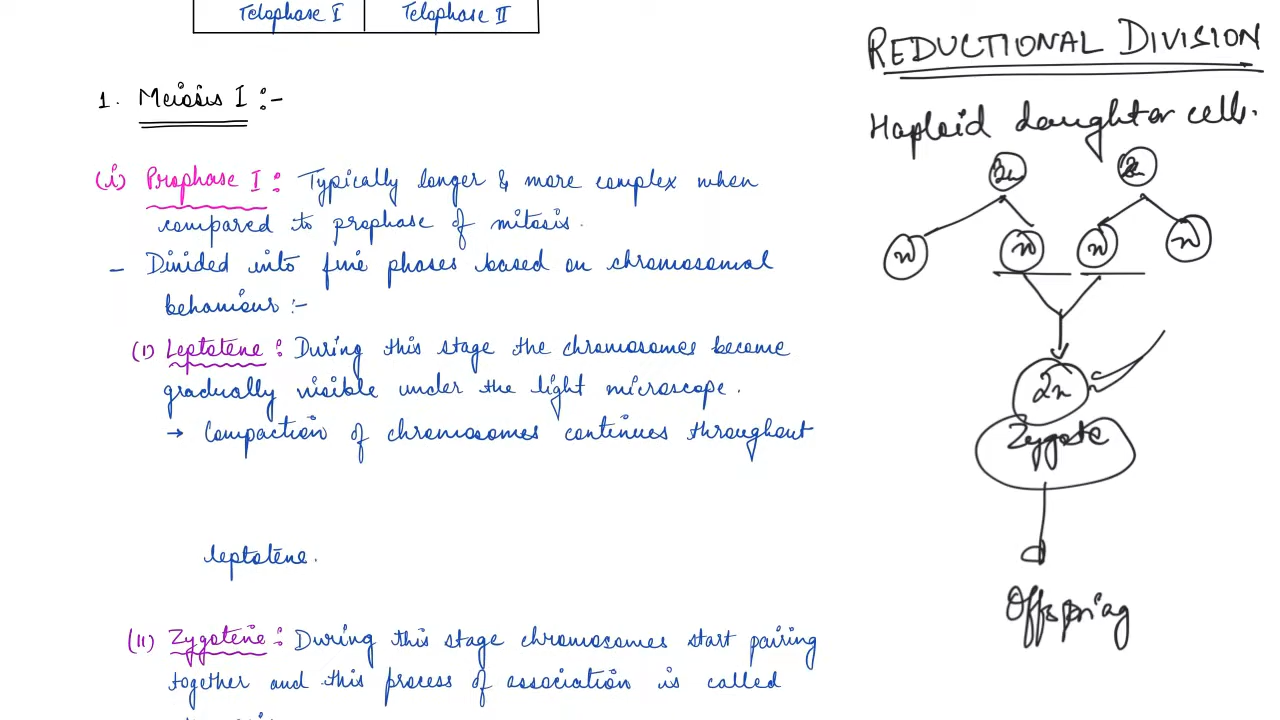 Telophase I Telophase II
1. Meiosis I :-
(i) Prophase I : Typically longer & more complex when
compared to prophase of mitosis.
- Divided into five phases based on chromosomal
behaviour :-
(I) Leptotene : During this stage the chromosomes become
gradually visible under the light microscope.
→ Compaction of chromosomes continues throughout
leptotene.
(II) Zygotene : During this stage chromosomes start pairing
together and this process of association is called
REDUCTIONAL DIVISION
Haploid daughter cells.
2n
n n n n
2n
Zygote
Offspring